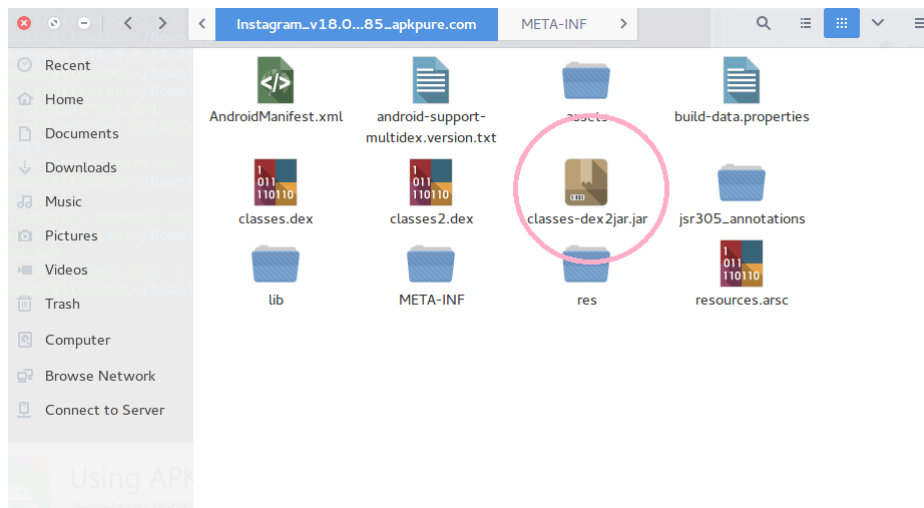 Instagram_v18.0...85_apkpure.com
META-INF
Recent
Home
Documents
Downloads
Music
Pictures
Videos
Trash
Computer
Browse Network
Connect to Server
AndroidManifest.xml
android-support-
multidex.version.txt
assets
build-data.properties
classes.dex
classes2.dex
classes-dex2jar.jar
jsr305_annotations
lib
META-INF
res
resources.arsc
Using APK